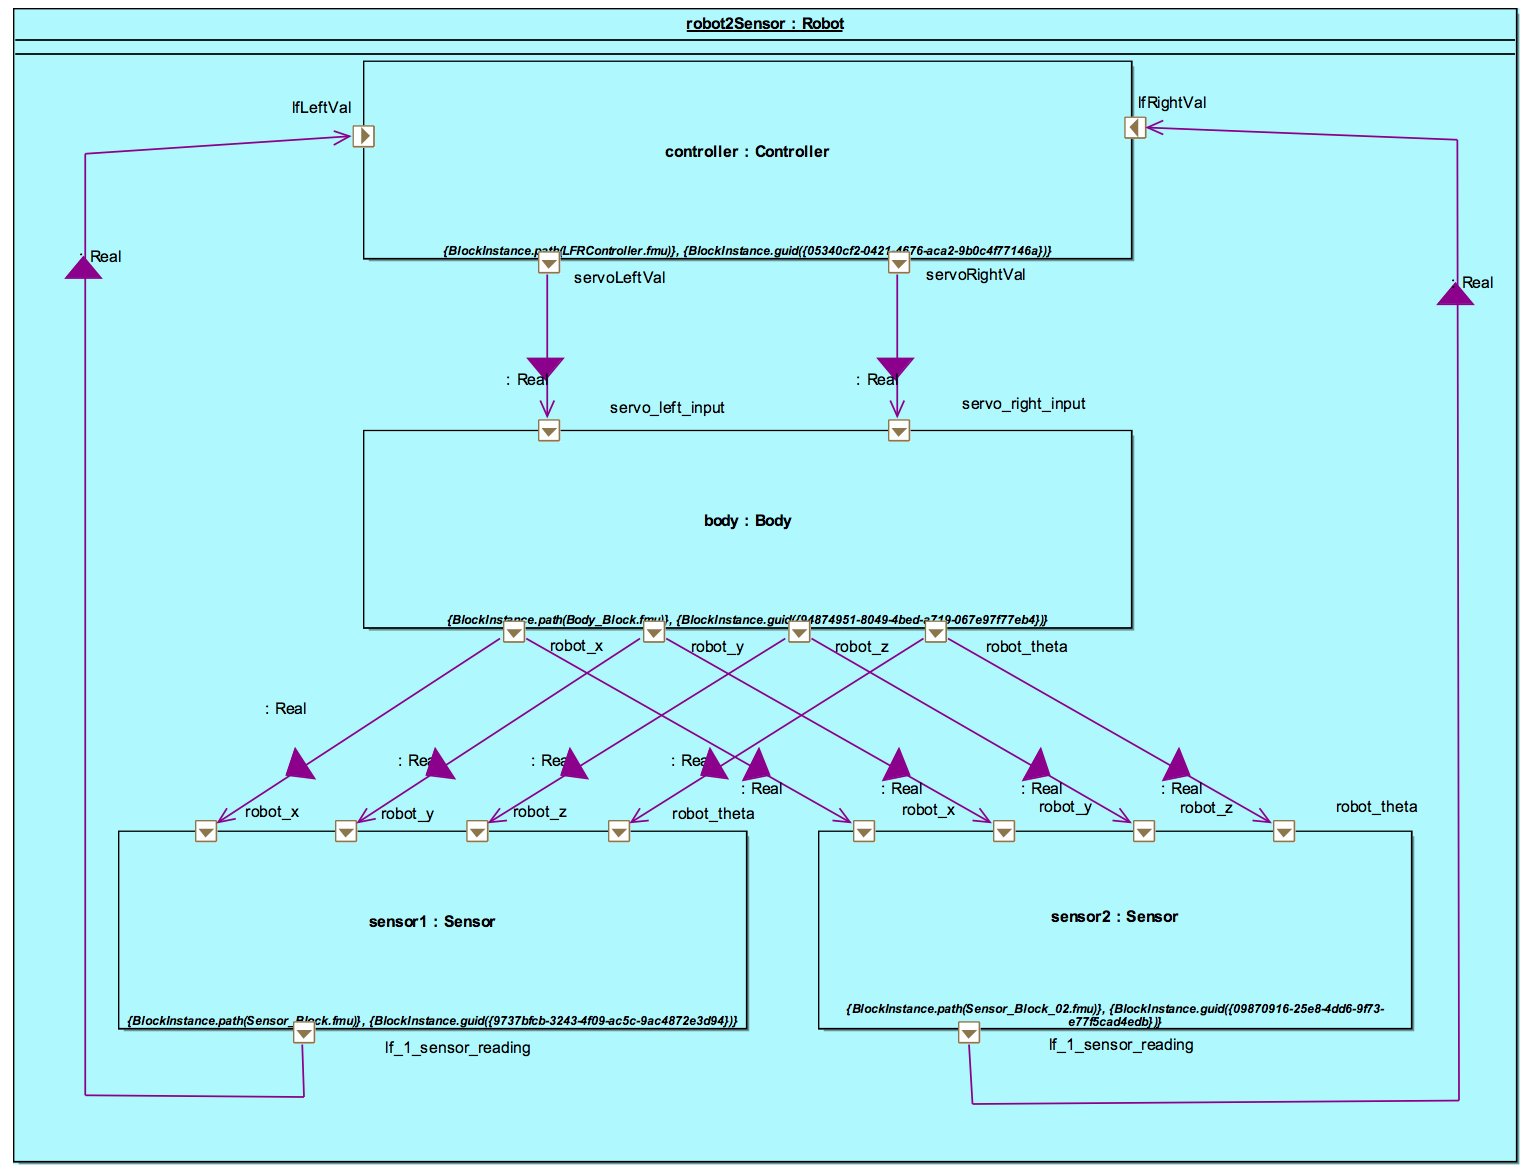 robot2Sensor : Robot
lfLeftVal
lfRightVal
controller : Controller
{BlockInstance.path(LFRController.fmu)}, {BlockInstance.guid({05340cf2-0421-4676-aca2-9b0c4f77146a})}
: Real
servoLeftVal
servoRightVal
: Real
: Real
: Real
servo_left_input
servo_right_input
body : Body
{BlockInstance.path(Body_Block.fmu)}, {BlockInstance.guid({04874951-8049-4bed-a719-067e97f77eb4})}
robot_x
robot_y
robot_z
robot_theta
: Real
: Real
: Real
: Real
: Real
: Real
: Real
: Real
robot_x
robot_y
robot_z
robot_theta
robot_x
robot_y
robot_z
robot_theta
sensor1 : Sensor
sensor2 : Sensor
{BlockInstance.path(Sensor_Block.fmu)}, {BlockInstance.guid({9737bfcb-3243-4f09-ac5c-9ac4872e3d94})}
{BlockInstance.path(Sensor_Block_02.fmu)}, {BlockInstance.guid({09870916-25e8-4dd6-9f73-
e77f5cad4edb})}
lf_1_sensor_reading
lf_1_sensor_reading